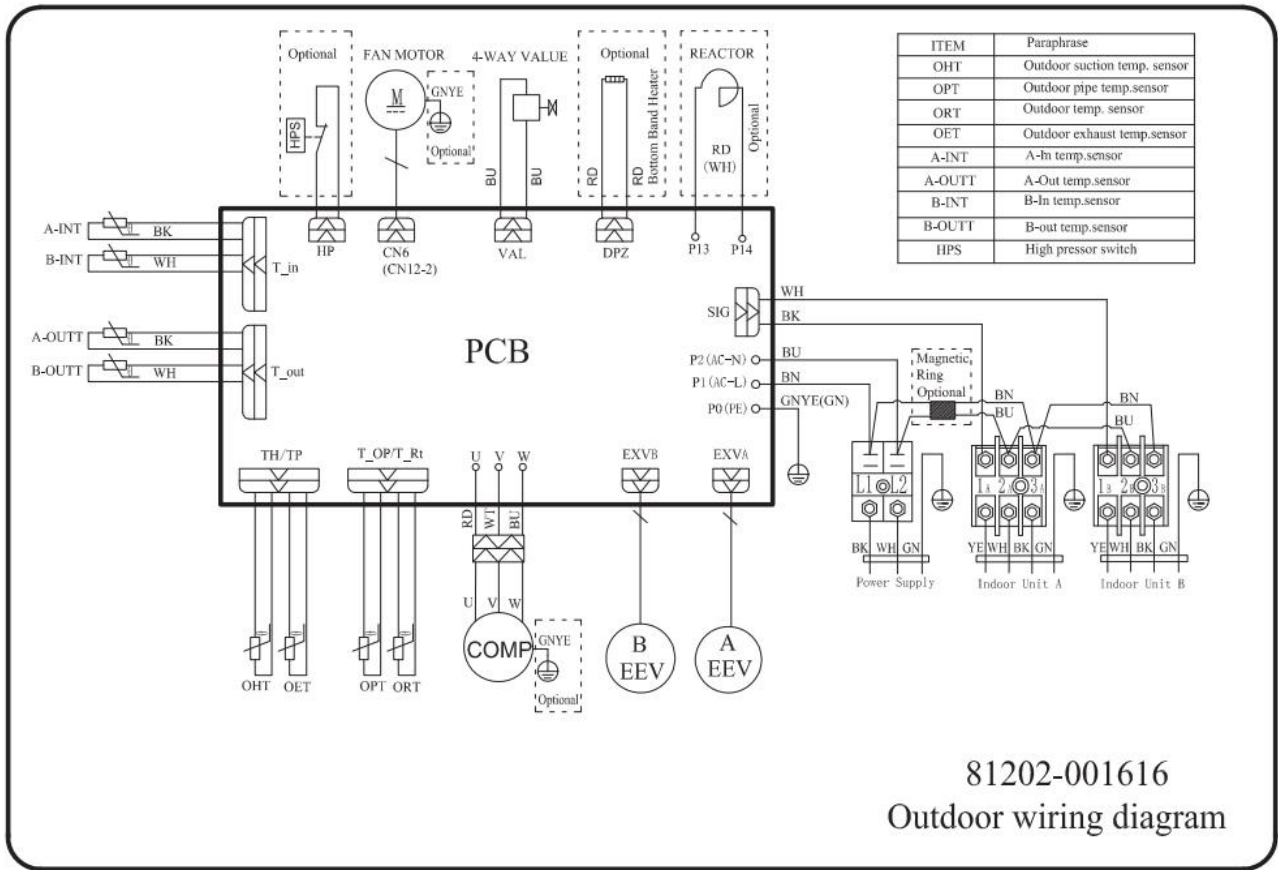 Optional
FAN MOTOR
4-WAY VALUE
Optional
REACTOR
M
GNYE
Optional
HPS
BU
BU
RD
RD
Bottom Band Heater
RD
(WH)
Optional
ITEM Paraphrase
OHT Outdoor suction temp. sensor
OPT Outdoor pipe temp.sensor
ORT Outdoor temp. sensor
OET Outdoor exhaust temp.sensor
A-INT A-In temp.sensor
A-OUTT A-Out temp.sensor
B-INT B-In temp.sensor
B-OUTT B-out temp.sensor
HPS High pressor switch
A-INT BK
B-INT WH
T_in
HP
CN6
(CN12-2)
VAL
DPZ
P13 P14
A-OUTT BK
B-OUTT WH
T_out
PCB
SIG
WH
BK
P2(AC-N) BU
P1(AC-L) BN
P0(PE) GNYE(GN)
Magnetic
Ring
Optional
BN
BU
BN
BU
TH/TP
T_OP/T_Rt
U V W
EXVB
EXVA
RD WT BU
L1 L2
1A 2A 3A
1B 2B 3B
BK WH GN
Power Supply
YE WH BK GN
Indoor Unit A
YE WH BK GN
Indoor Unit B
U V W
COMP
GNYE
Optional
OHT OET OPT ORT
B
EEV
A
EEV
81202-001616
Outdoor wiring diagram